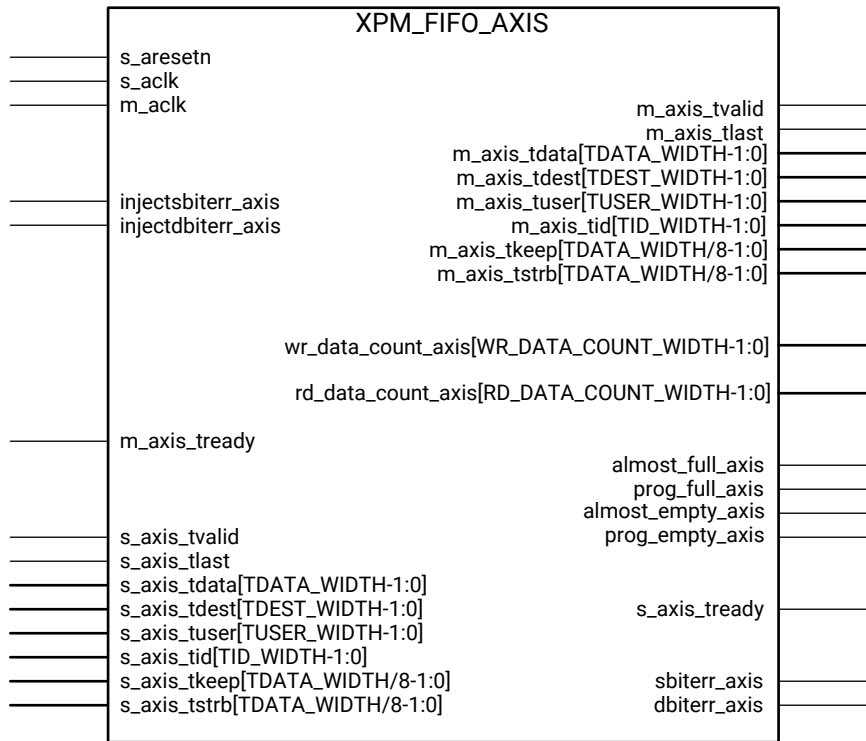 XPM_FIFO_AXIS
s_aresetn
s_aclk
m_aclk
injectsbiterr_axis
injectdbiterr_axis
m_axis_tready
s_axis_tvalid
s_axis_tlast
s_axis_tdata[TDATA_WIDTH-1:0]
s_axis_tdest[TDEST_WIDTH-1:0]
s_axis_tuser[TUSER_WIDTH-1:0]
s_axis_tid[TID_WIDTH-1:0]
s_axis_tkeep[TDATA_WIDTH/8-1:0]
s_axis_tstrb[TDATA_WIDTH/8-1:0]
m_axis_tvalid
m_axis_tlast
m_axis_tdata[TDATA_WIDTH-1:0]
m_axis_tdest[TDEST_WIDTH-1:0]
m_axis_tuser[TUSER_WIDTH-1:0]
m_axis_tid[TID_WIDTH-1:0]
m_axis_tkeep[TDATA_WIDTH/8-1:0]
m_axis_tstrb[TDATA_WIDTH/8-1:0]
wr_data_count_axis[WR_DATA_COUNT_WIDTH-1:0]
rd_data_count_axis[RD_DATA_COUNT_WIDTH-1:0]
almost_full_axis
prog_full_axis
almost_empty_axis
prog_empty_axis
s_axis_tready
sbiterr_axis
dbiterr_axis